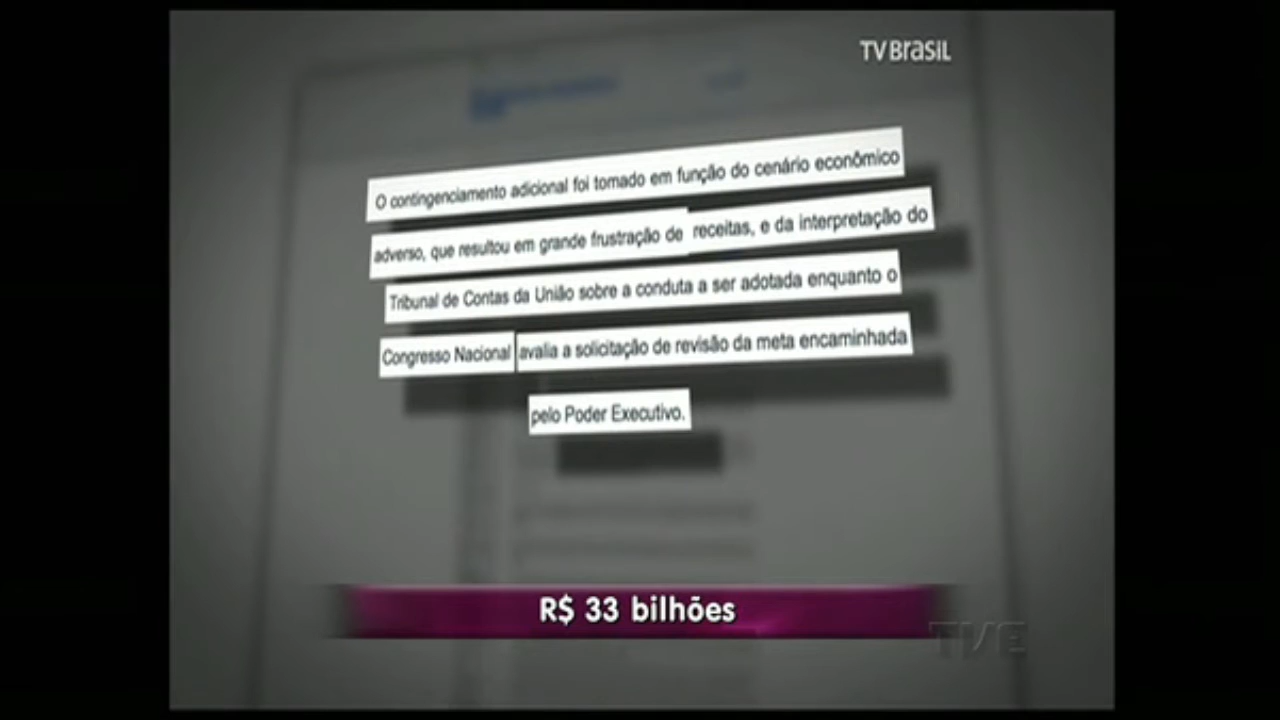 TV BRASIL
O contingenciamento adicional foi tomado em função do cenário econômico
adverso, que resultou em grande frustração de receitas, e da interpretação do
Tribunal de Contas da União sobre a conduta a ser adotada enquanto o
Congresso Nacional avalia a solicitação de revisão da meta encaminhada
pelo Poder Executivo.
R$ 33 bilhões
TVE